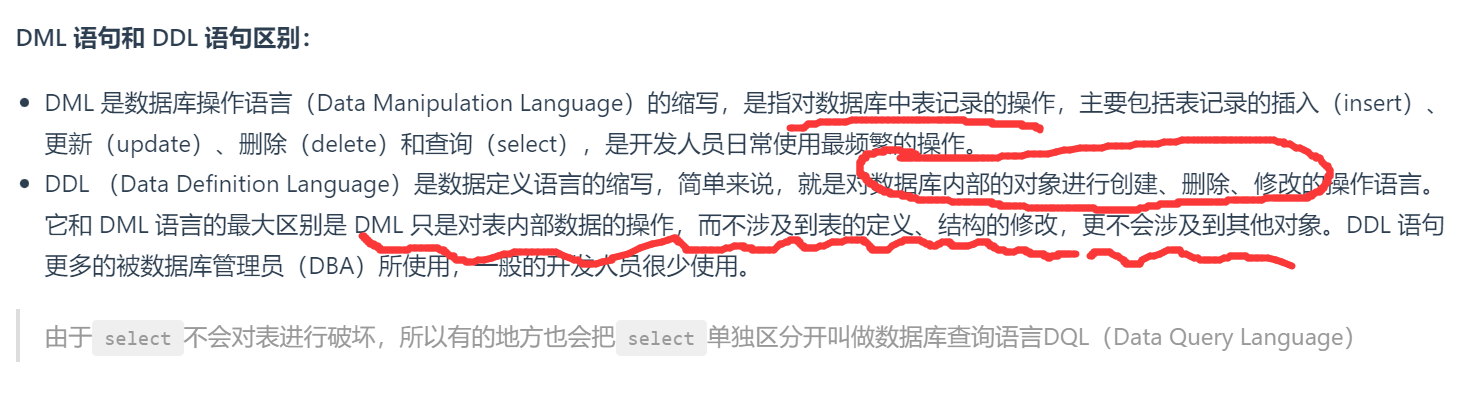 DML 语句和 DDL 语句区别：
DML 是数据库操作语言（Data Manipulation Language）的缩写，是指对数据库中表记录的操作，主要包括表记录的插入（insert）、
更新（update）、删除（delete）和查询（select），是开发人员日常使用最频繁的操作。
DDL （Data Definition Language）是数据定义语言的缩写，简单来说，就是对数据库内部的对象进行创建、删除、修改的操作语言。
它和 DML 语言的最大区别是 DML 只是对表内部数据的操作，而不涉及到表的定义、结构的修改，更不会涉及到其他对象。DDL 语句
更多的被数据库管理员（DBA）所使用，一般的开发人员很少使用。
由于 select 不会对表进行破坏，所以有的地方也会把 select 单独区分开叫做数据库查询语言DQL（Data Query Language）